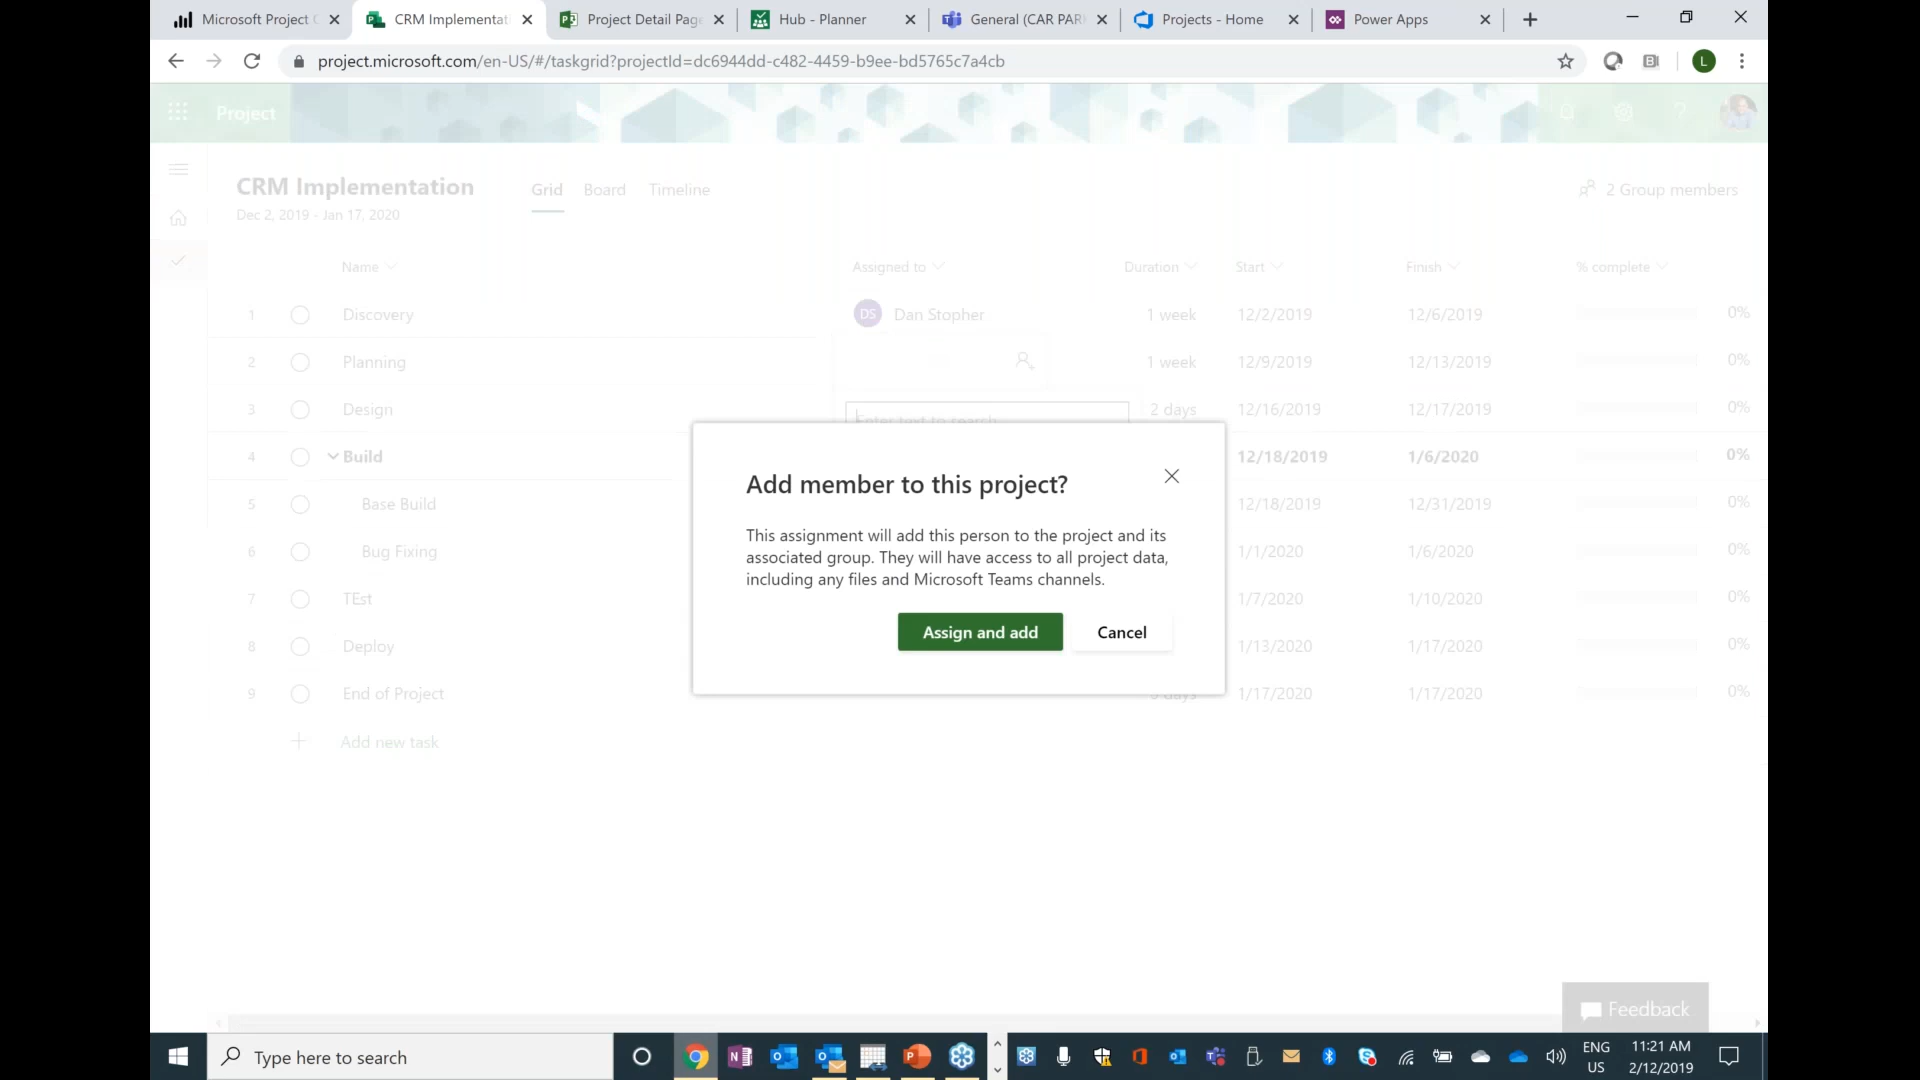 Microsoft Project C
CRM Implementat
Project Detail Page
Hub - Planner
General (CAR PARK
Projects - Home
Power Apps
project.microsoft.com/en-US/#/taskgrid?projectId=dc6944dd-c482-4459-b9ee-bd5765c7a4cb
L
Project
?
CRM Implementation
Grid
Board
Timeline
2 Group members
Dec 2, 2019 - Jan 17, 2020
Name
Assigned to
Duration
Start
Finish
% complete
1 Discovery DS Dan Stopher 1 week 12/2/2019 12/6/2019 0%
2 Planning 1 week 12/9/2019 12/13/2019 0%
3 Design 2 days 12/16/2019 12/17/2019 0%
Enter text to search
4 Build 12/18/2019 1/6/2020 0%
5 Base Build 12/18/2019 12/31/2019 0%
6 Bug Fixing 1/1/2020 1/6/2020 0%
7 TEst 1/7/2020 1/10/2020 0%
8 Deploy 1/13/2020 1/17/2020 0%
9 End of Project days 1/17/2020 1/17/2020 0%
Add new task
Add member to this project?
This assignment will add this person to the project and its
associated group. They will have access to all project data,
including any files and Microsoft Teams channels.
Assign and add
Cancel
Feedback
Type here to search
ENG
US
11:21 AM
2/12/2019